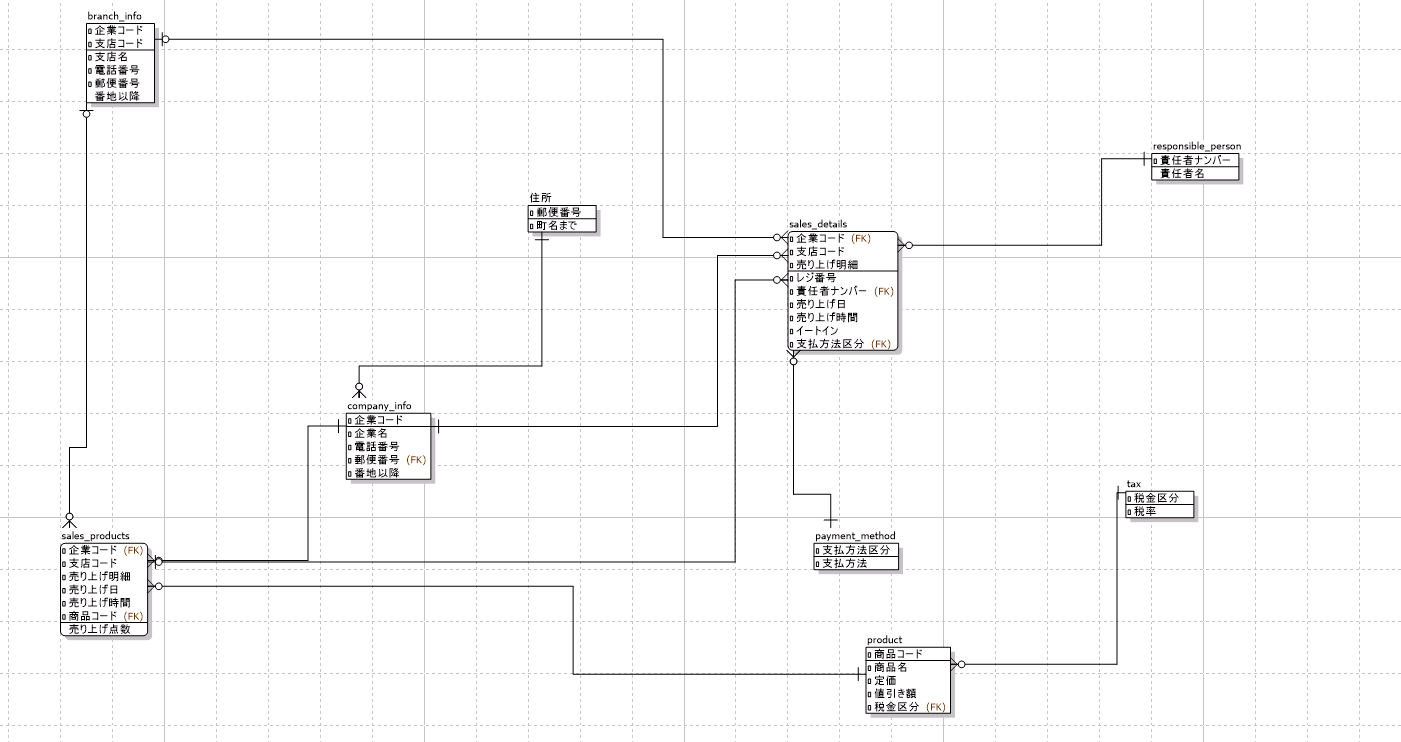 branch_info
企業コード
支店コード
支店名
電話番号
郵便番号
番地以降
responsible_person
責任者ナンバー
責任者名
住所
郵便番号
町名まで
sales_details
企業コード (FK)
支店コード
売り上げ明細
レジ番号
責任者ナンバー (FK)
売り上げ日
売り上げ時間
イートイン
支払方法区分 (FK)
company_info
企業コード
企業名
電話番号
郵便番号 (FK)
番地以降
tax
税金区分
税率
sales_products
企業コード (FK)
支店コード
売り上げ明細
売り上げ日
売り上げ時間
商品コード (FK)
売り上げ点数
payment_method
支払方法区分
支払方法
product
商品コード
商品名
定価
値引き額
税金区分 (FK)